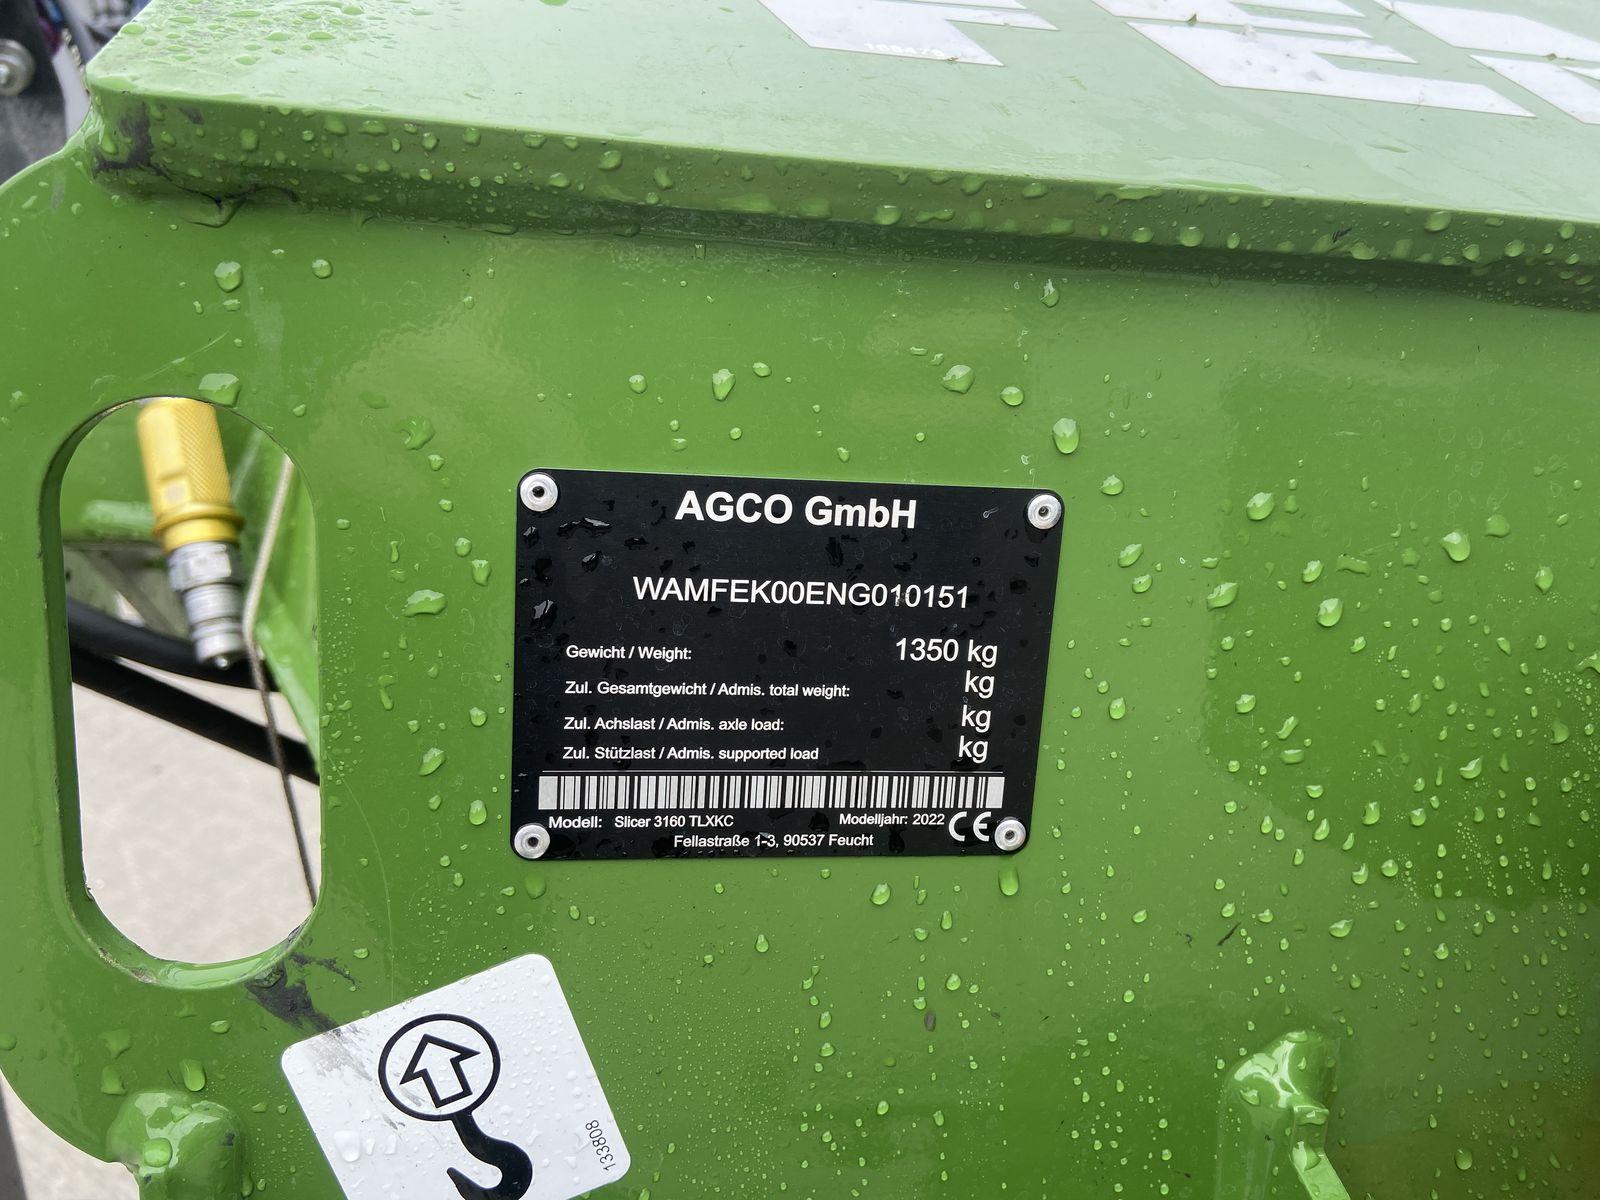 168478
AGCO GmbH
WAMFEK00ENG010151
Gewicht / Weight: 1350 kg
Zul. Gesamtgewicht / Admis. total weight: kg
Zul. Achslast / Admis. axle load: kg
Zul. Stützlast / Admis. supported load kg
Modell: Slicer 3160 TLXKC Modelljahr: 2022 CE
Fellastraße 1-3, 90537 Feucht
133808